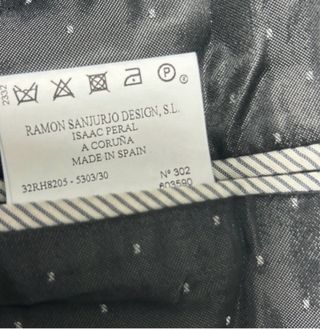 2332
P
RAMON SANJURJO DESIGN, S.L.
ISAAC PERAL
A CORUÑA
MADE IN SPAIN
32RH8205 - 5303/30
Nº 302
603590